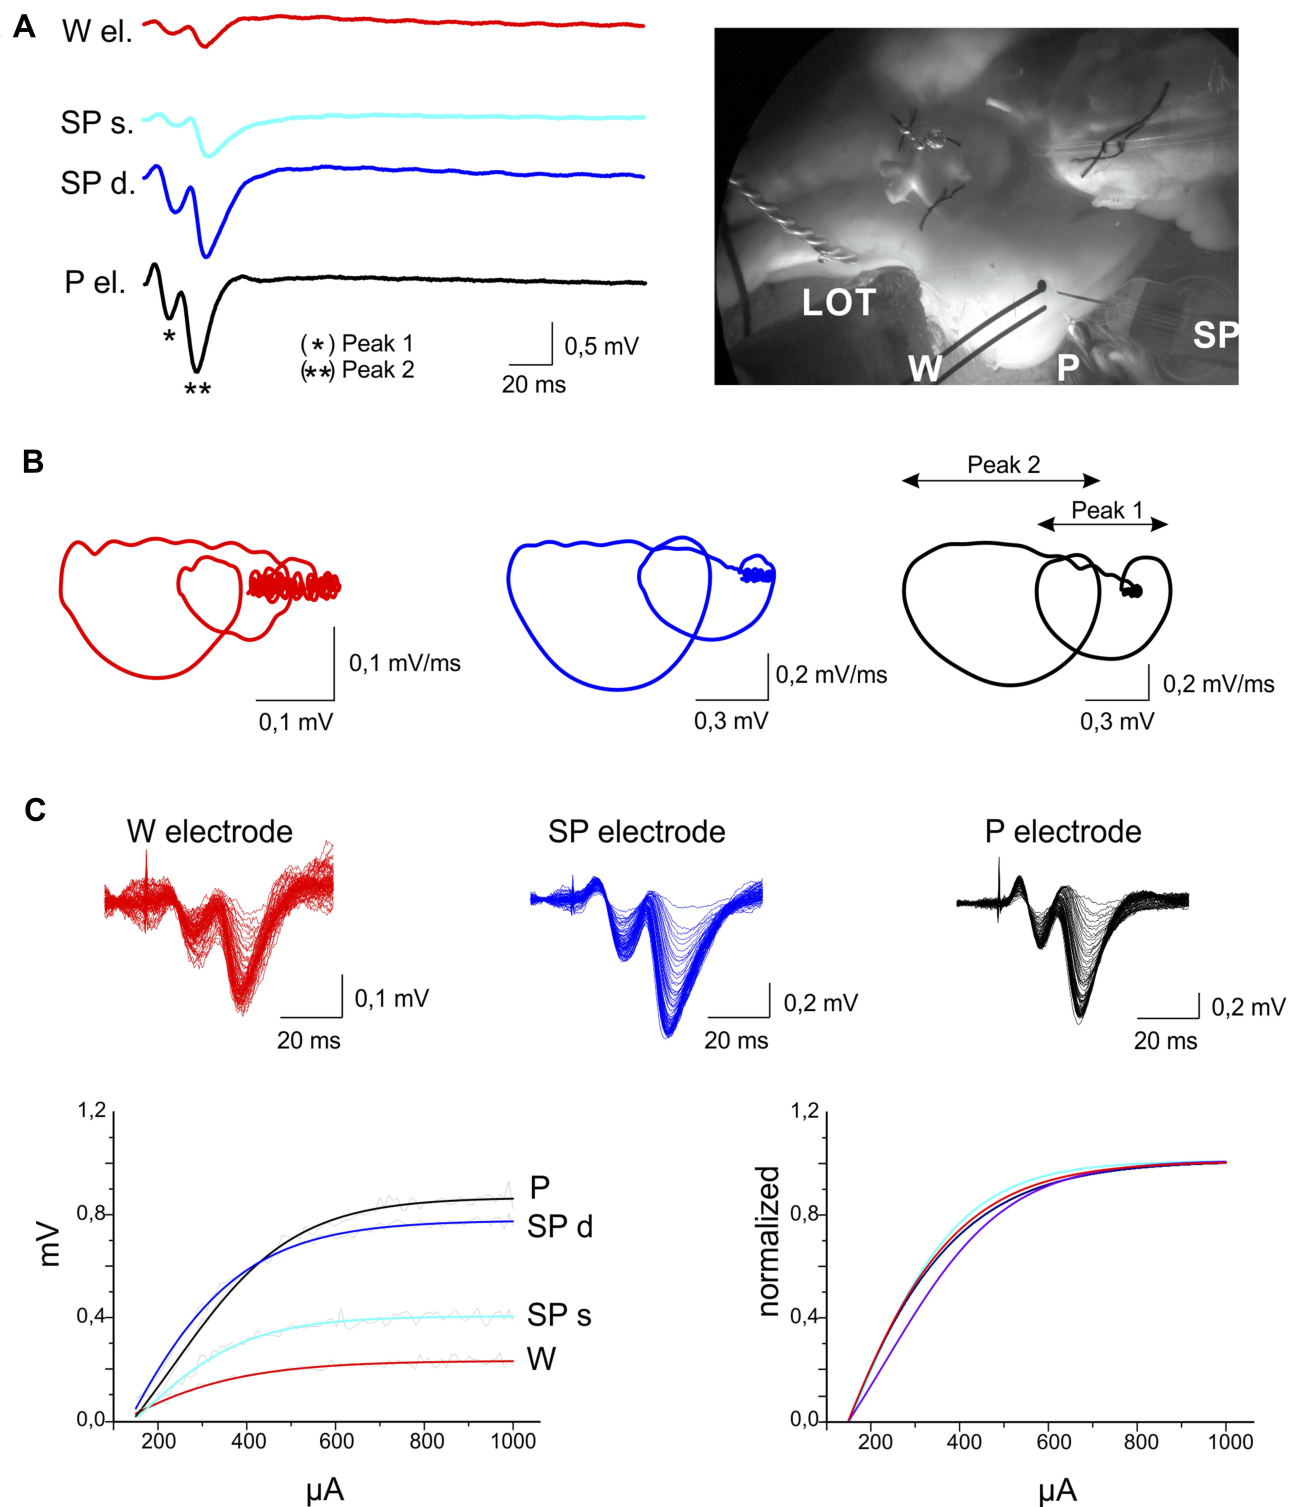 A
W el.
SP s.
SP d.
P el.
*
**
(*) Peak 1
(**) Peak 2
0,5 mV
20 ms
LOT
W
P
SP
B
Peak 2
Peak 1
0,1 mV/ms
0,1 mV
0,2 mV/ms
0,3 mV
0,2 mV/ms
0,3 mV
C
W electrode
SP electrode
P electrode
0,1 mV
20 ms
0,2 mV
20 ms
0,2 mV
20 ms
1,2
0,8
0,4
0,0
mV
P
SP d
SP s
W
200 400 600 800 1000
µA
1,2
0,8
0,4
0,0
normalized
200 400 600 800 1000
µA